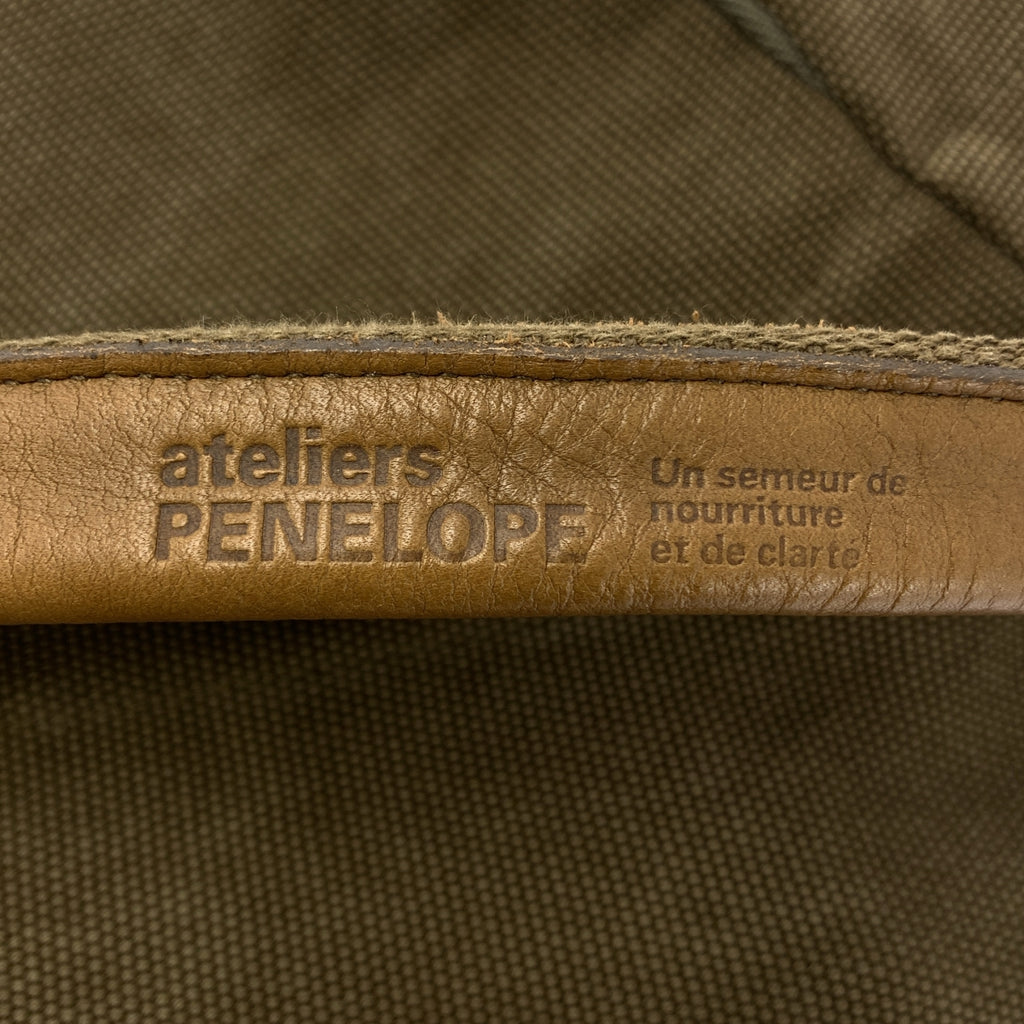 ateliers
PENELOPE
Un semeur de
nourriture
et de clarté